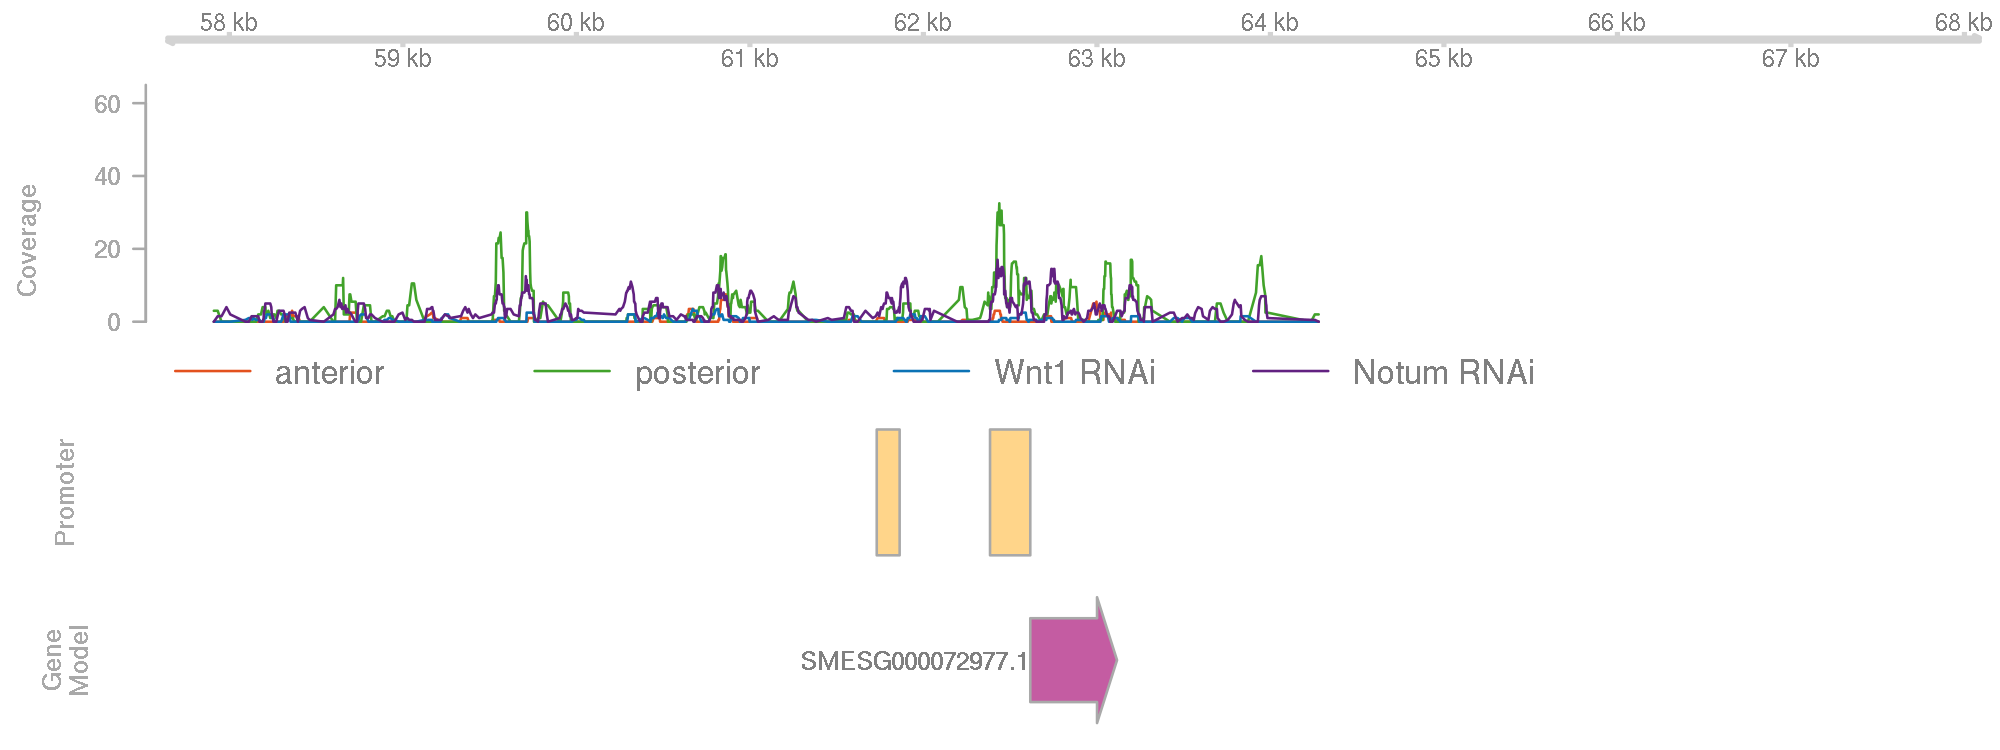 58 kb 60 kb 62 kb 64 kb 66 kb 68 kb
59 kb 61 kb 63 kb 65 kb 67 kb
Coverage
60
40
20
0
anterior posterior Wnt1 RNAi Notum RNAi
Promoter
Gene
Model
SMESG000072977.1